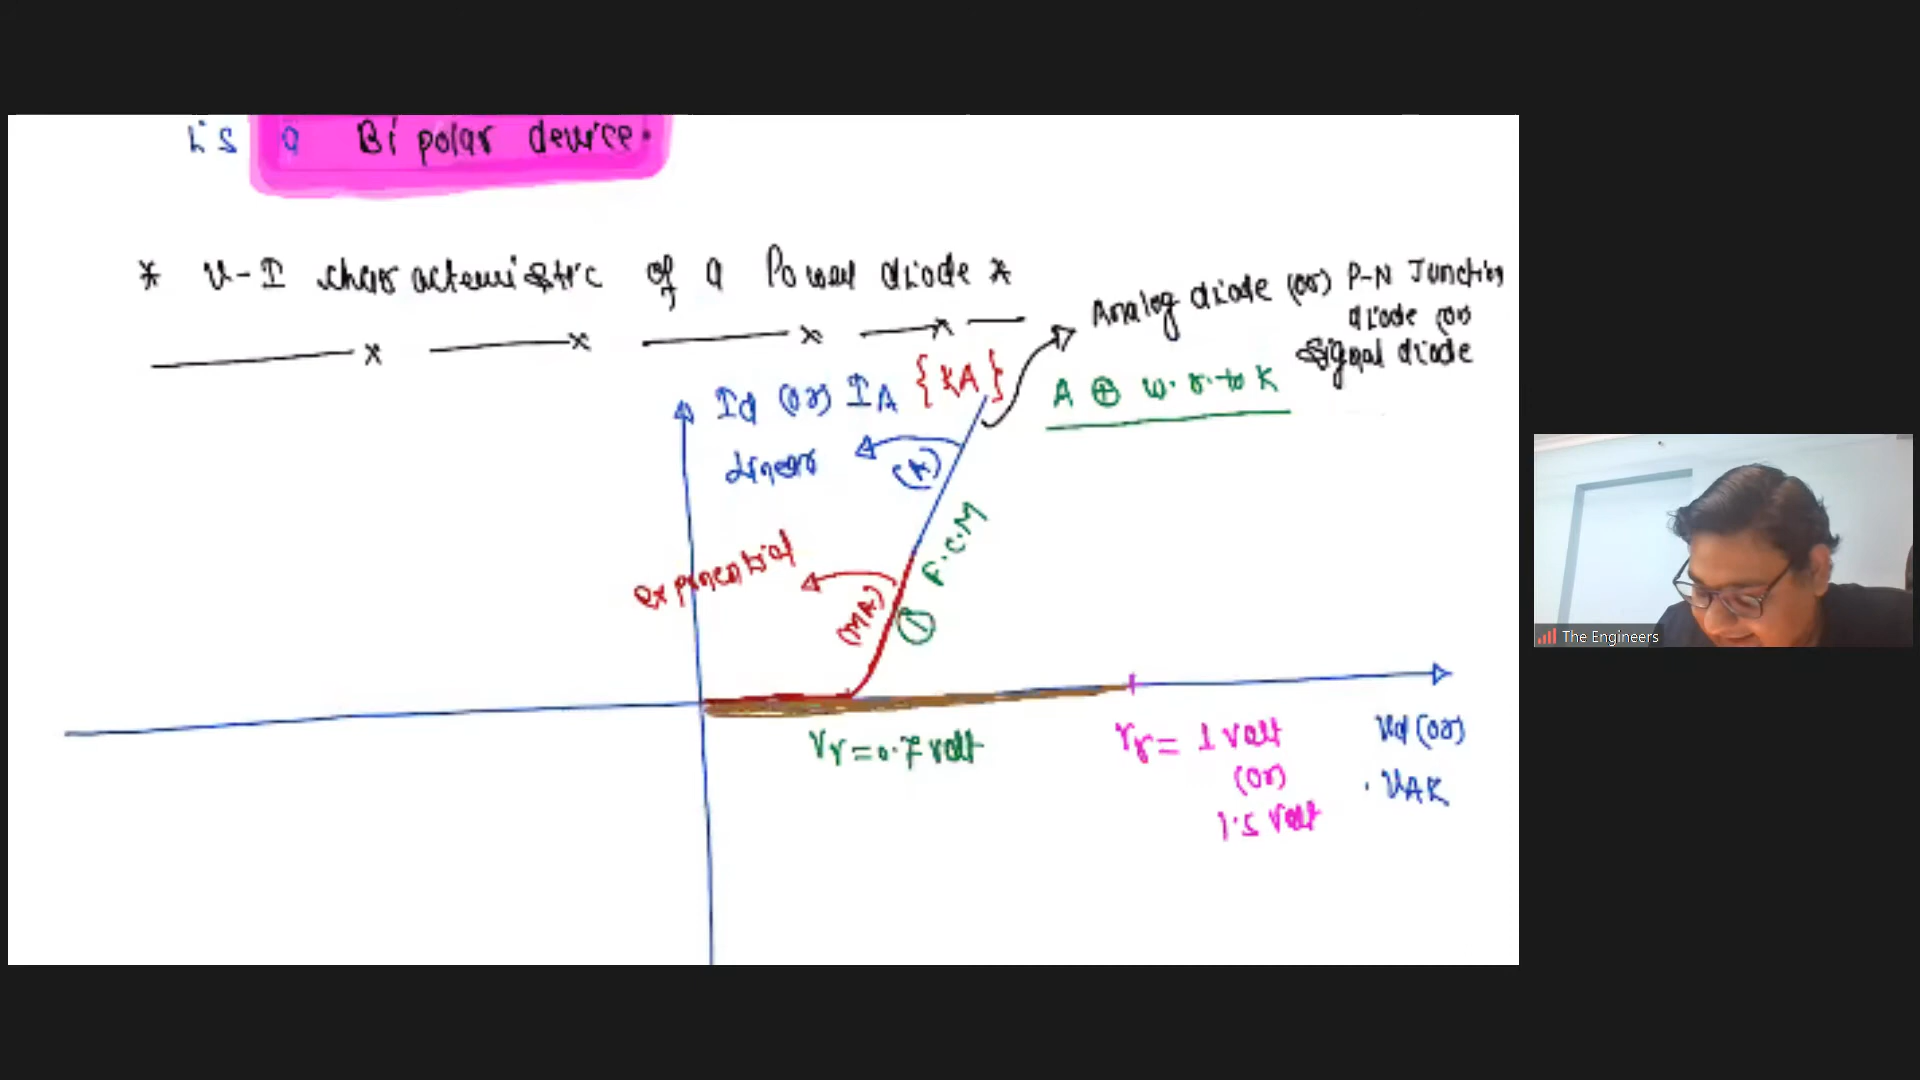 is a Bi polar device.
* V-I characteristic of a Power diode *
Analog diode (or) P-N Junction
diode or
Signal diode
Id (or) IA {KA}
A ⊕ w.r.to K
Linear
(A)
F.C.M
exponential
(MA)
①
Vγ = 0.7 volt
Vγ = 1 volt
(or)
1.5 volt
Vd (or)
VAK
The Engineers